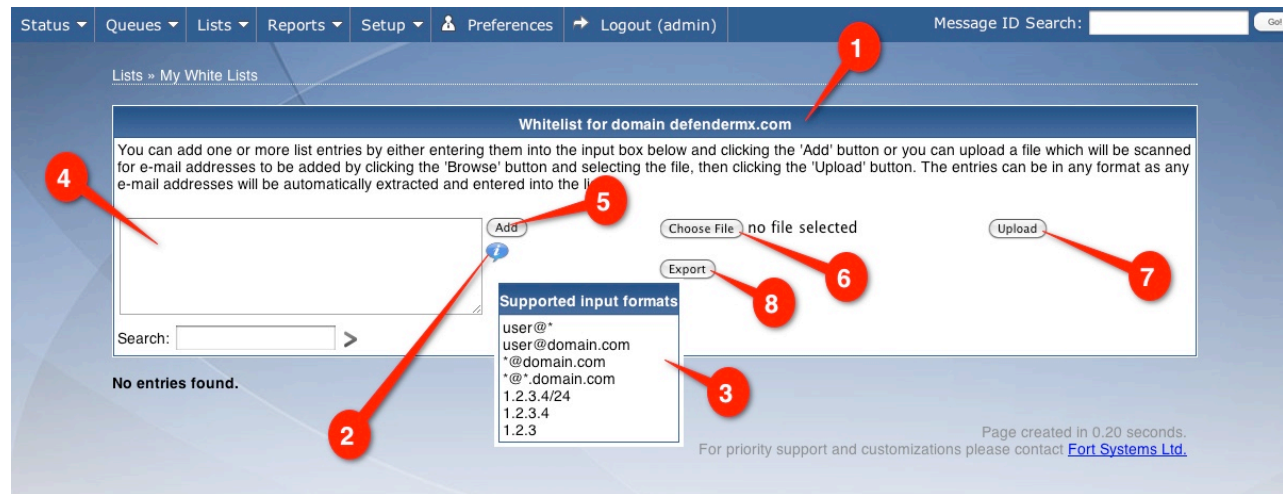 Status Queues Lists Reports Setup Preferences Logout (admin) Message ID Search: Go!
1
Lists » My White Lists
Whitelist for domain defendermx.com
You can add one or more list entries by either entering them into the input box below and clicking the 'Add' button or you can upload a file which will be scanned
for e-mail addresses to be added by clicking the 'Browse' button and selecting the file, then clicking the 'Upload' button. The entries can be in any format as any
e-mail addresses will be automatically extracted and entered into the
4
5
Add
Choose File no file selected
Upload
i
Export
6
7
8
Supported input formats
user@*
user@domain.com
*@domain.com
*@*.domain.com
1.2.3.4/24
1.2.3.4
1.2.3
Search: >
3
No entries found.
2
Page created in 0.20 seconds.
For priority support and customizations please contact Fort Systems Ltd.